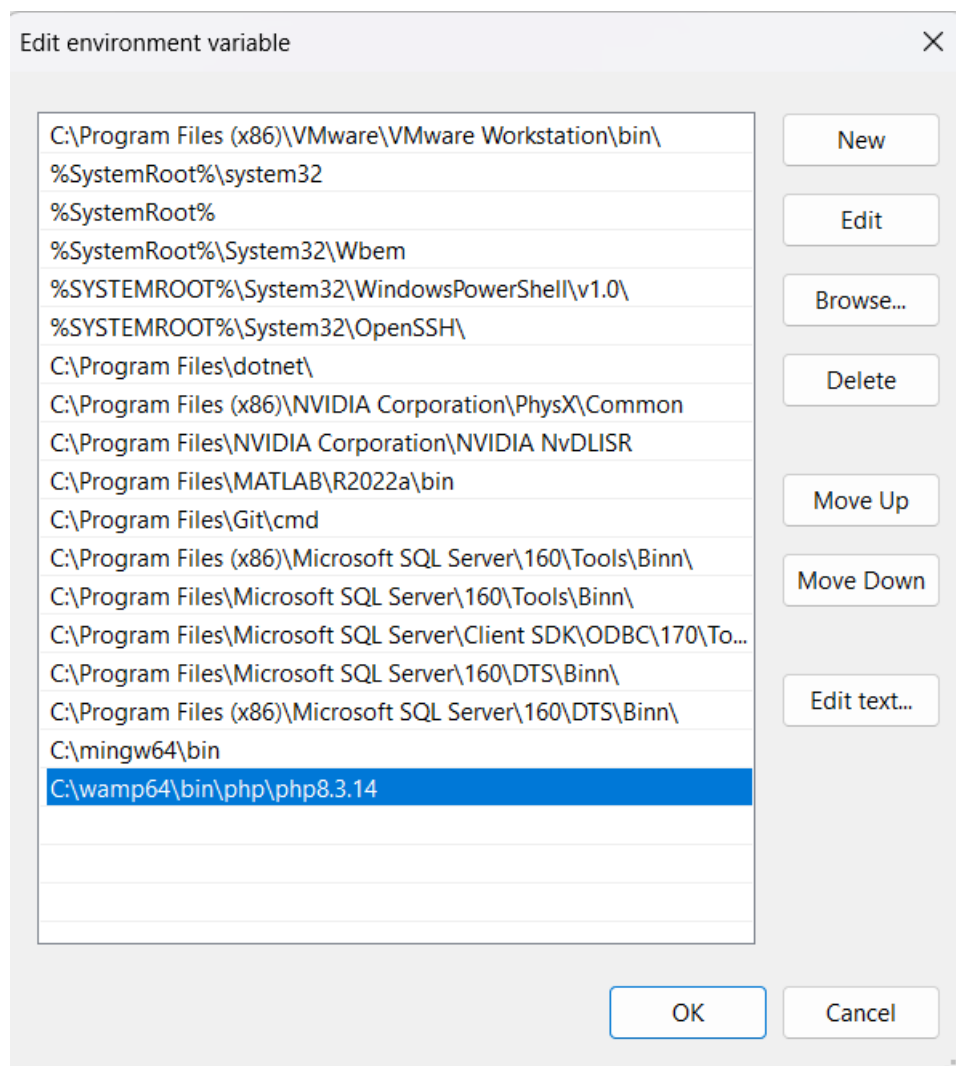 Edit environment variable
C:\Program Files (x86)\VMware\VMware Workstation\bin\
%SystemRoot%\system32
%SystemRoot%
%SystemRoot%\System32\Wbem
%SYSTEMROOT%\System32\WindowsPowerShell\v1.0\
%SYSTEMROOT%\System32\OpenSSH\
C:\Program Files\dotnet\
C:\Program Files (x86)\NVIDIA Corporation\PhysX\Common
C:\Program Files\NVIDIA Corporation\NVIDIA NvDLISR
C:\Program Files\MATLAB\R2022a\bin
C:\Program Files\Git\cmd
C:\Program Files (x86)\Microsoft SQL Server\160\Tools\Binn\
C:\Program Files\Microsoft SQL Server\160\Tools\Binn\
C:\Program Files\Microsoft SQL Server\Client SDK\ODBC\170\To...
C:\Program Files\Microsoft SQL Server\160\DTS\Binn\
C:\Program Files (x86)\Microsoft SQL Server\160\DTS\Binn\
C:\mingw64\bin
C:\wamp64\bin\php\php8.3.14
New
Edit
Browse...
Delete
Move Up
Move Down
Edit text...
OK
Cancel